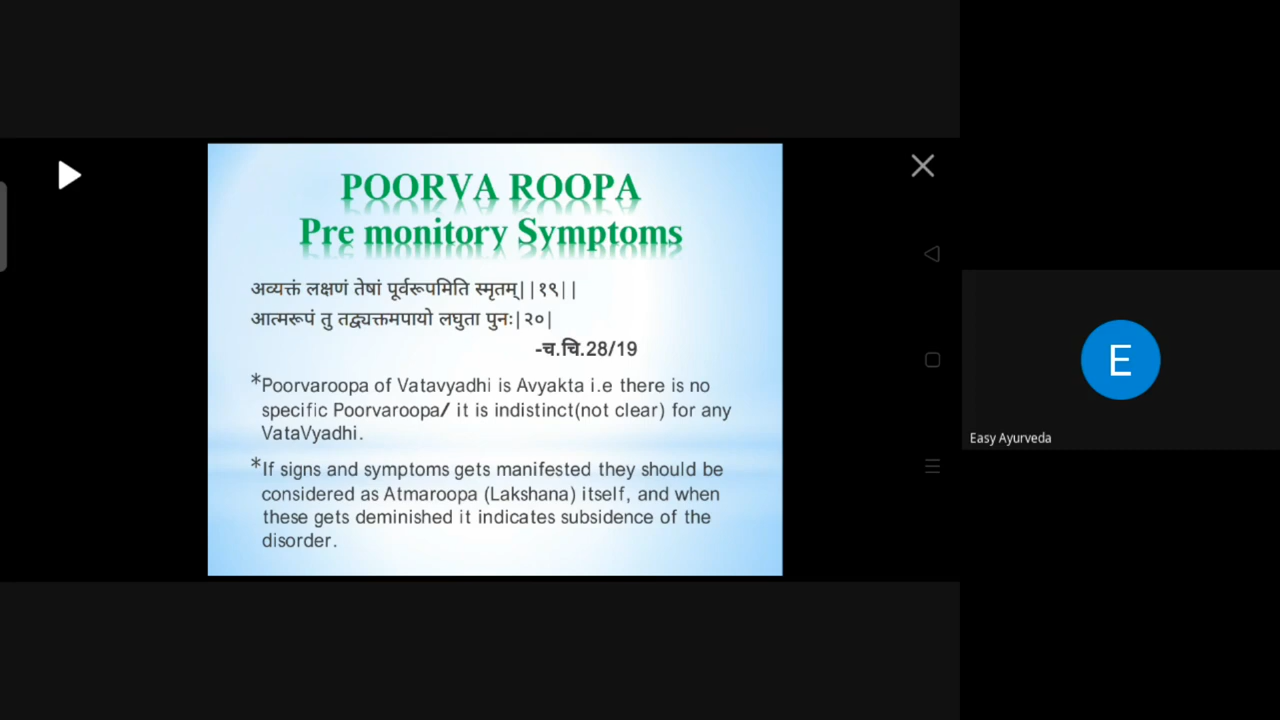 POORVA ROOPA
Pre monitory Symptoms
अव्यक्तं लक्षणं तेषां पूर्वरूपमिति स्मृतम्||१९||
आत्मरूपं तु तद्व्यक्तमपायो लघुता पुनः|२०|
-च.चि.28/19
*Poorvaroopa of Vatavyadhi is Avyakta i.e there is no
specific Poorvaroopa/ it is indistinct(not clear) for any
VataVyadhi.
*If signs and symptoms gets manifested they should be
considered as Atmaroopa (Lakshana) itself, and when
these gets deminished it indicates subsidence of the
disorder.
E
Easy Ayurveda